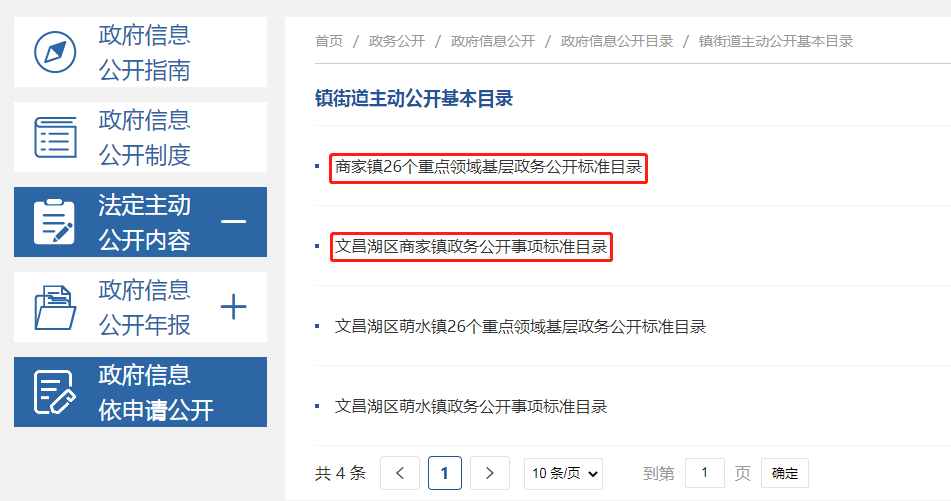 政府信息
公开指南
政府信息
公开制度
法定主动
公开内容
政府信息
公开年报
政府信息
依申请公开
首页 / 政务公开 / 政府信息公开 / 政府信息公开目录 / 镇街道主动公开基本目录
镇街道主动公开基本目录
商家镇26个重点领域基层政务公开标准目录
文昌湖区商家镇政务公开事项标准目录
文昌湖区萌水镇26个重点领域基层政务公开标准目录
文昌湖区萌水镇政务公开事项标准目录
共 4 条 < 1 > 10 条/页 到第 1 页 确定